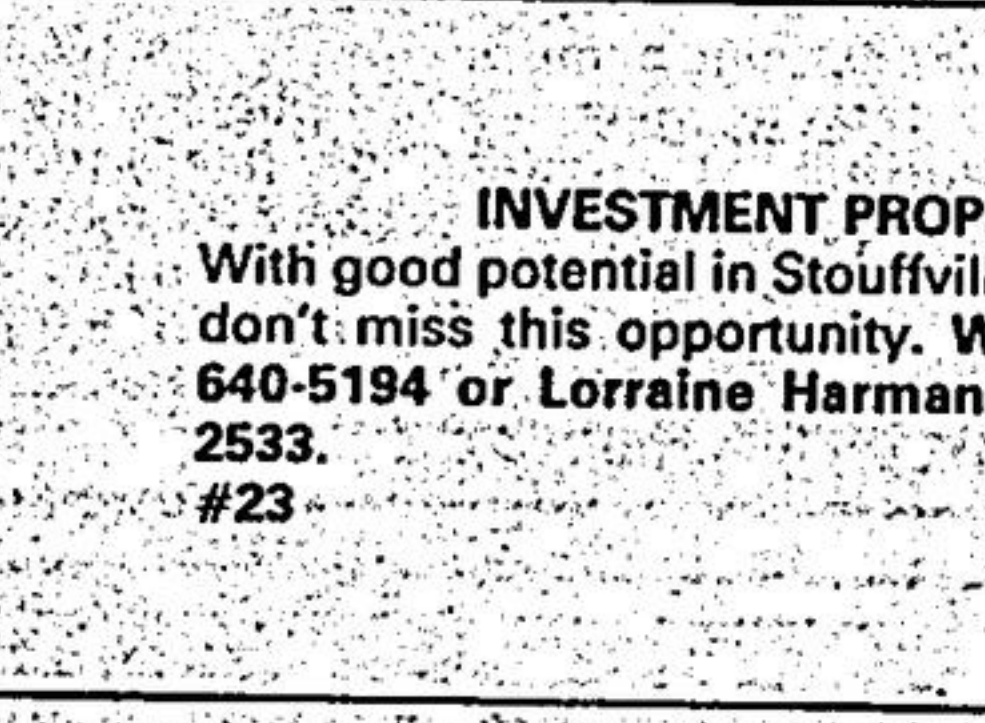 INVESTMENT PROP
With good potential in Stouffvil
don't miss this opportunity. W
640-5194 or Lorraine Harman
2533.
#23